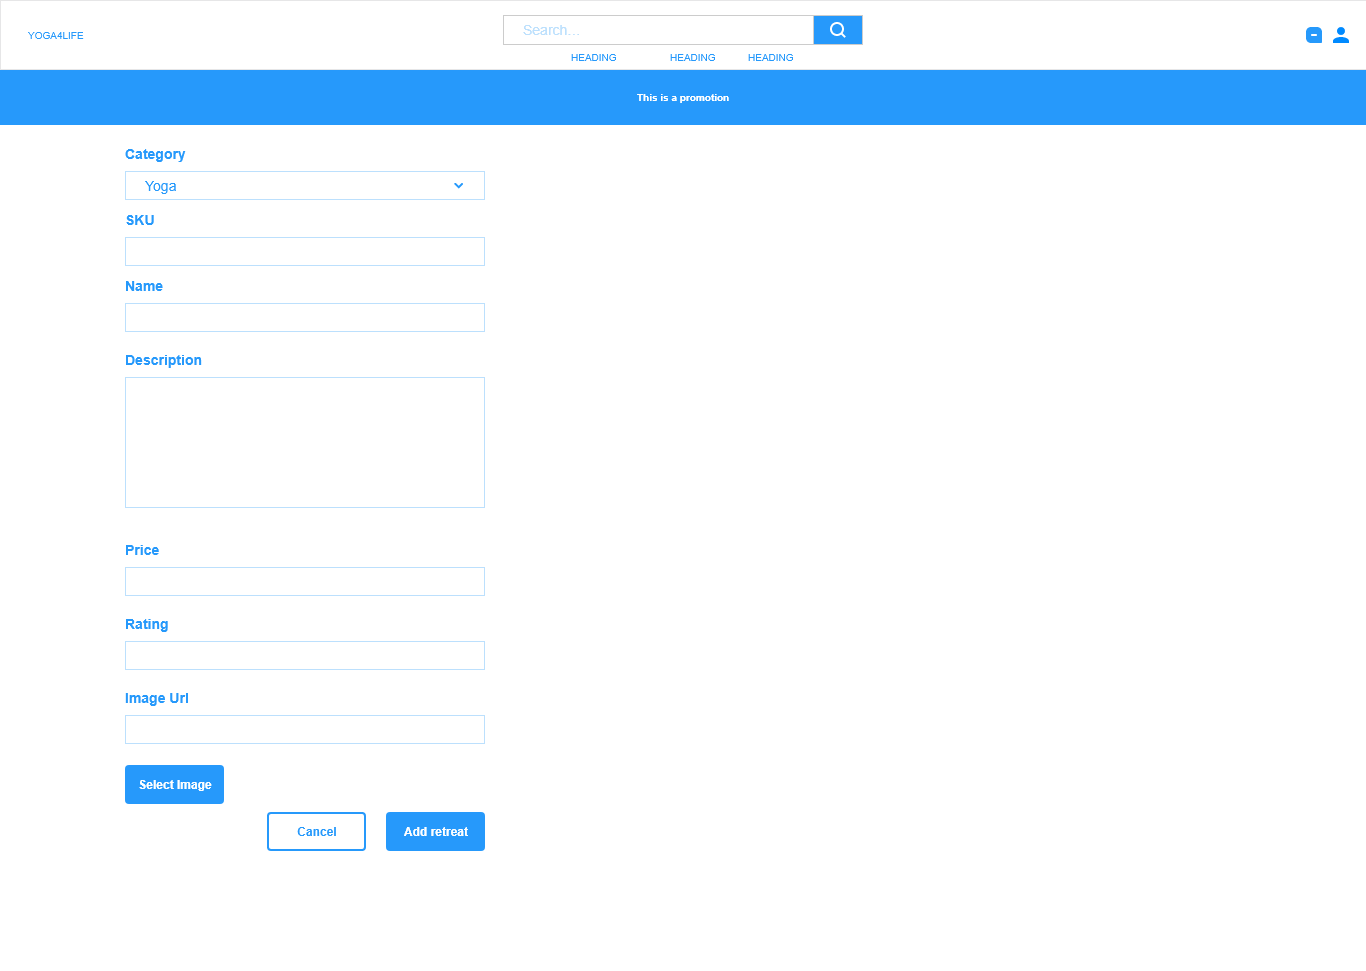 YOGA4LIFE
Search...
HEADING HEADING HEADING
This is a promotion
Category
Yoga
SKU
Name
Description
Price
Rating
Image Url
Select Image
Cancel Add retreat